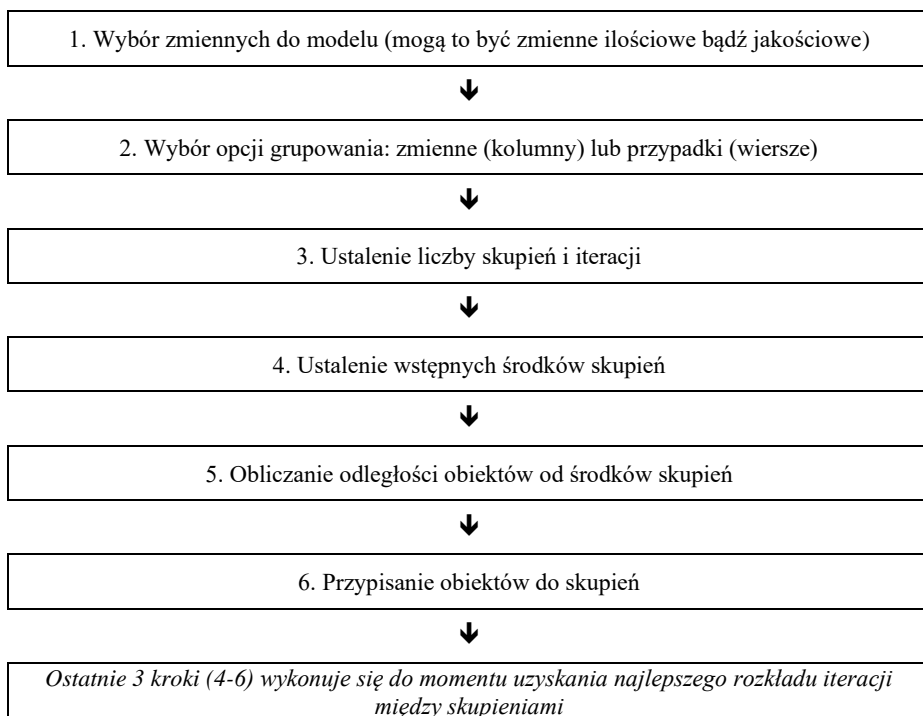 1. Wybór zmiennych do modelu (mogą to być zmienne ilościowe bądź jakościowe)
2. Wybór opcji grupowania: zmienne (kolumny) lub przypadki (wiersze)
3. Ustalenie liczby skupień i iteracji
4. Ustalenie wstępnych środków skupień
5. Obliczanie odległości obiektów od środków skupień
6. Przypisanie obiektów do skupień
Ostatnie 3 kroki (4-6) wykonuje się do momentu uzyskania najlepszego rozkładu iteracji
między skupieniami